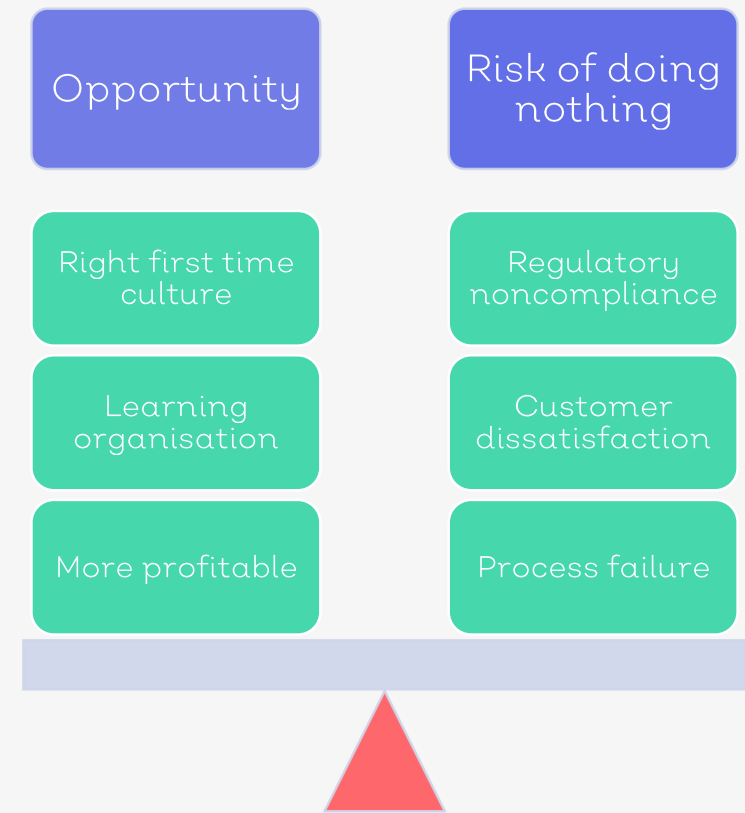 Opportunity
Risk of doing
nothing
Right first time
culture
Regulatory
noncompliance
Learning
organisation
Customer
dissatisfaction
More profitable
Process failure